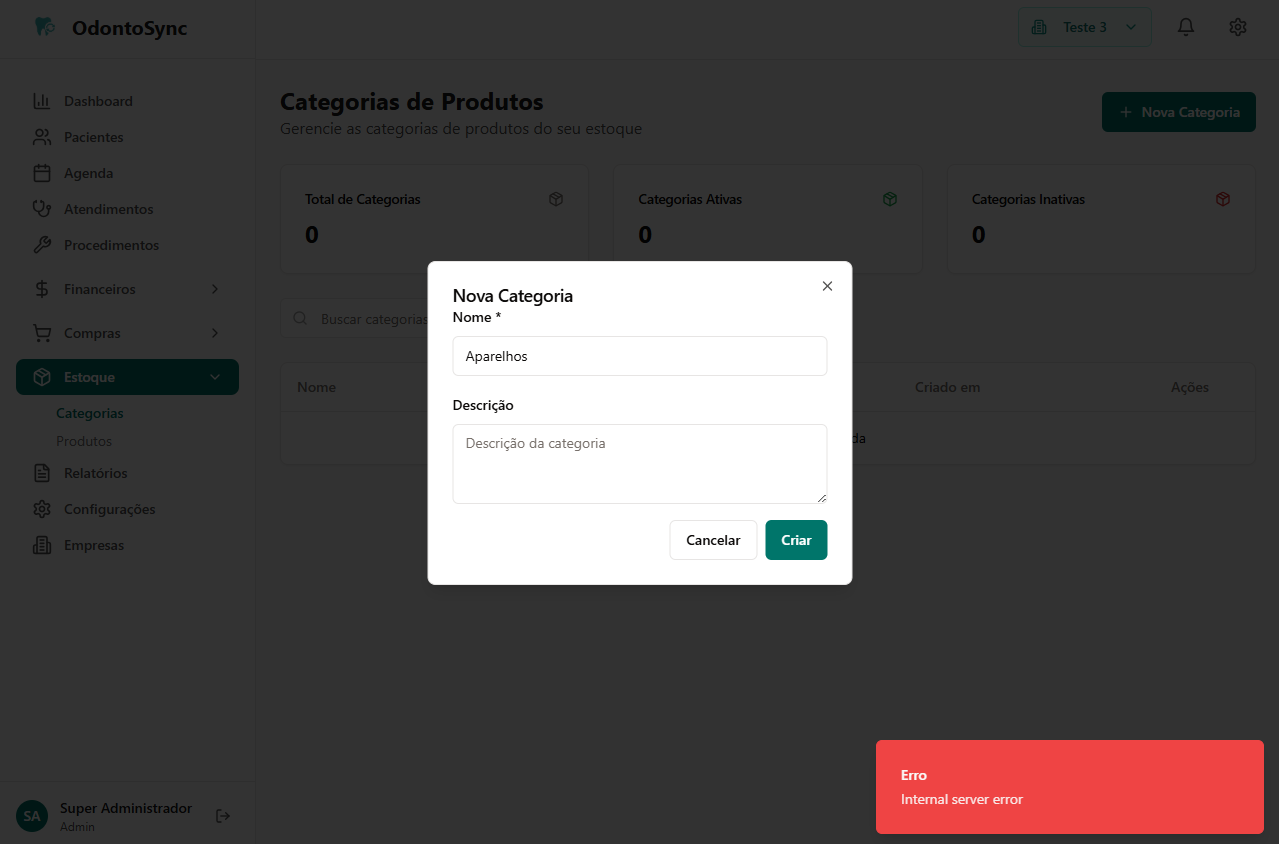 OdontoSync
Teste 3
Dashboard
Pacientes
Agenda
Atendimentos
Procedimentos
Financeiros
Compras
Estoque
Categorias
Produtos
Relatórios
Configurações
Empresas
Super Administrador
Admin
SA
Categorias de Produtos
Gerencie as categorias de produtos do seu estoque
+ Nova Categoria
Total de Categorias
0
Categorias Ativas
0
Categorias Inativas
0
Buscar categorias
Nome
Criado em
Ações
da
Nova Categoria
Nome *
Aparelhos
Descrição
Descrição da categoria
Cancelar
Criar
Erro
Internal server error